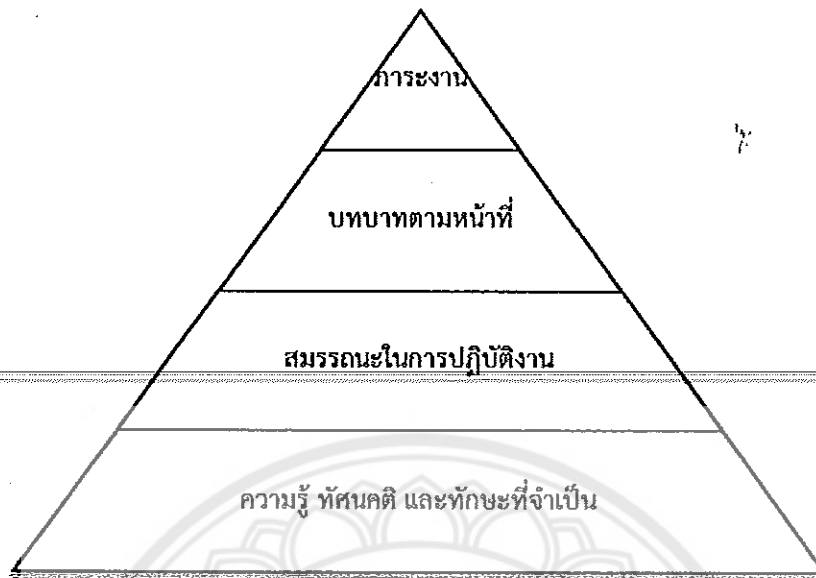 ภาระงาน
บทบาทตามหน้าที่
สมรรถนะในการปฏิบัติงาน
ความรู้ ทัศนคติ และทักษะที่จำเป็น